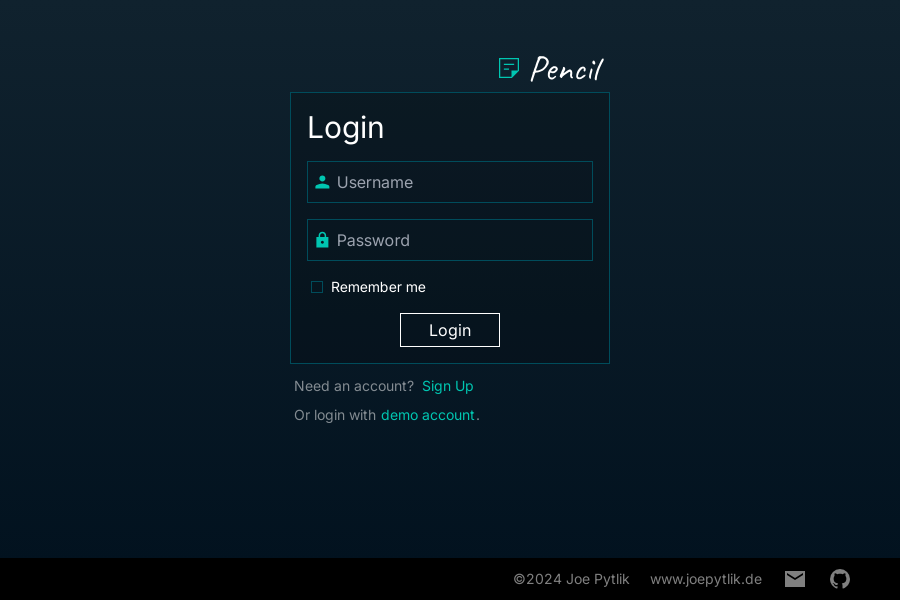 Pencil
Login
Username
Password
Remember me
Login
Need an account? Sign Up
Or login with demo account.
©2024 Joe Pytlik www.joepytlik.de